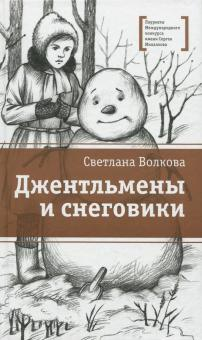 Лауреаты
Международного
конкурса
имени Сергея
Михалкова
Светлана Волкова
Джентльмены
и снеговики